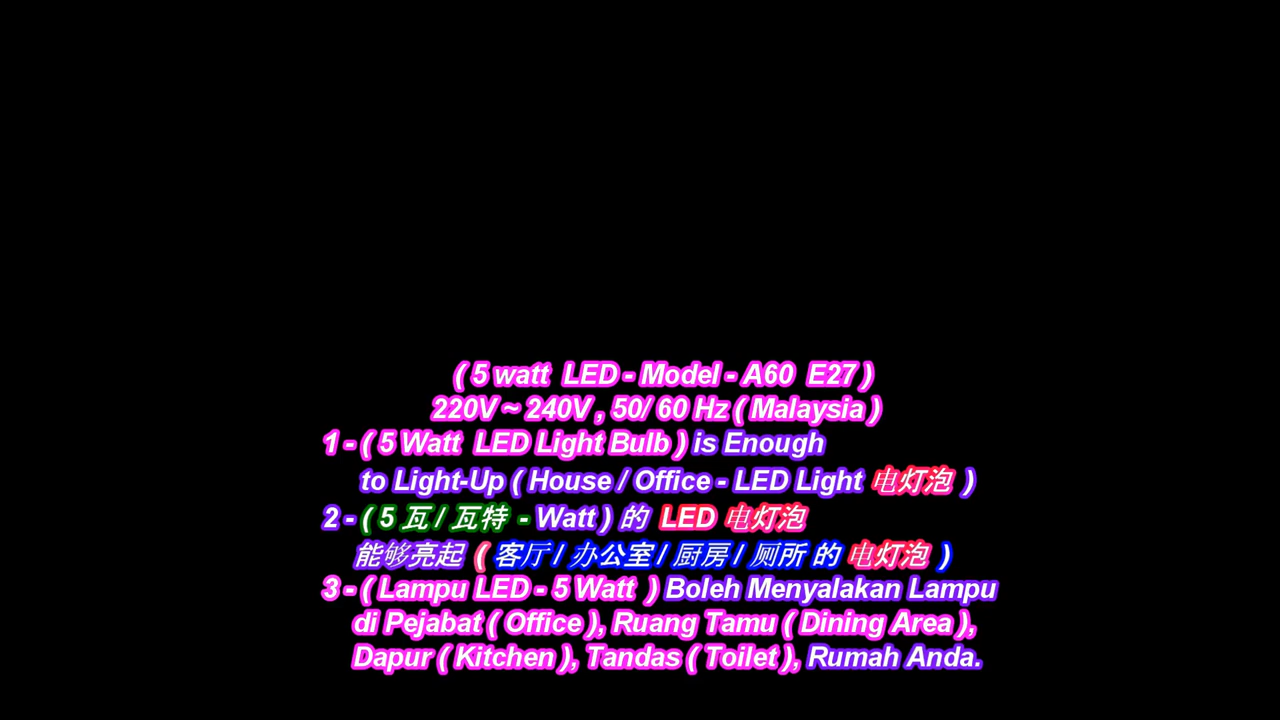 ( 5 watt LED - Model - A60 E27 )
220V ~ 240V , 50/ 60 Hz ( Malaysia )
1 - ( 5 Watt LED Light Bulb ) is Enough
to Light-Up ( House / Office - LED Light 电灯泡 )
2 - ( 5 瓦 / 瓦特 - Watt ) 的 LED 电灯泡
能够亮起 ( 客厅 / 办公室 / 厨房 / 厕所 的 电灯泡 )
3 - ( Lampu LED - 5 Watt ) Boleh Menyalakan Lampu
di Pejabat ( Office ), Ruang Tamu ( Dining Area ),
Dapur ( Kitchen ), Tandas ( Toilet ), Rumah Anda.